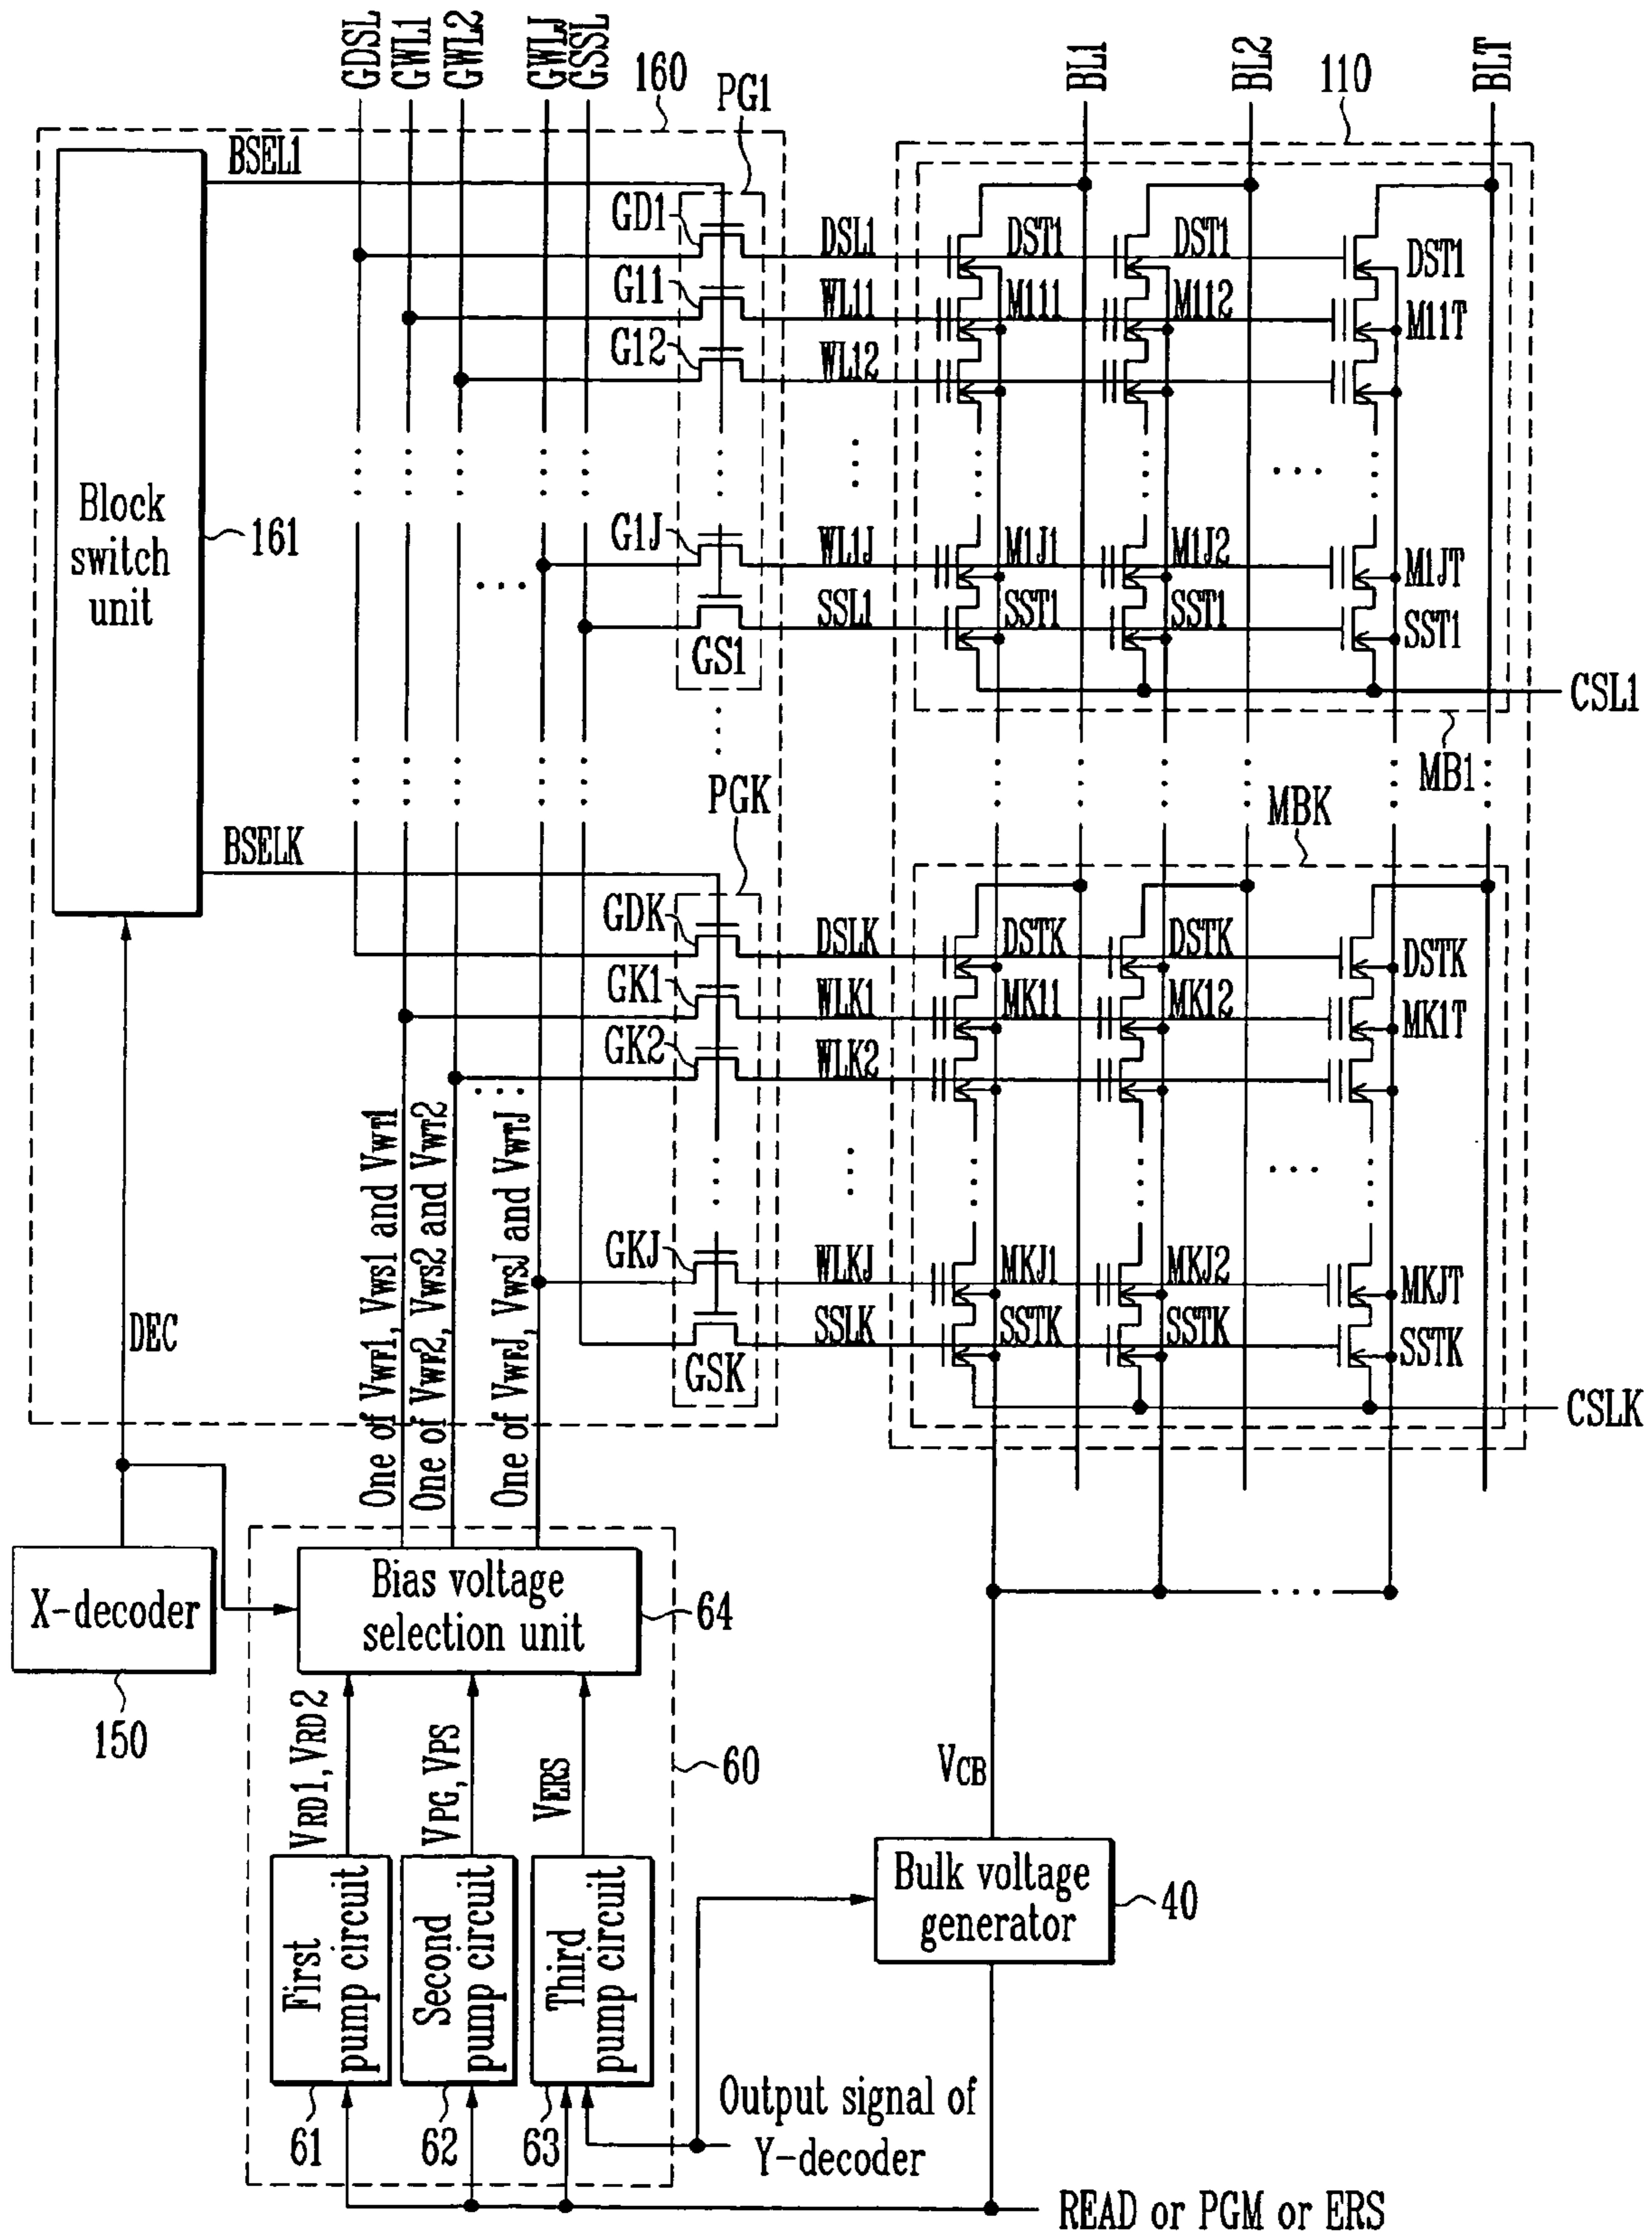 GDSL
GWL1
GWL2
GWLJ
GSSL
160
PG1
BL1
BL2
110
BLT
BSEL1
GD1
DSL1
DST1
DST1
DST1
G11
WL11
M111
M112
M11T
G12
WL12
Block
switch
unit
161
G1J
WL1J
M1J1
M1J2
M1JT
SSL1
SST1
SST1
SST1
GS1
CSL1
MB1
PGK
MBK
BSELK
GDK
DSLK
DSTK
DSTK
DSTK
GK1
WLK1
MK11
MK12
MK1T
GK2
WLK2
One of VWF1, VWS1 and VWT1
One of VWF2, VWS2 and VWT2
One of VWFJ, VWSJ and VWTJ
GKJ
WLKJ
MKJ1
MKJ2
MKJT
DEC
SSLK
SSTK
SSTK
SSTK
GSK
CSLK
X-decoder
150
Bias voltage
selection unit
64
VRD1, VRD2
VPG, VPS
VERS
60
VCB
First
pump circuit
Second
pump circuit
Third
pump circuit
Bulk voltage
generator
40
61
62
63
Output signal of
Y-decoder
READ or PGM or ERS